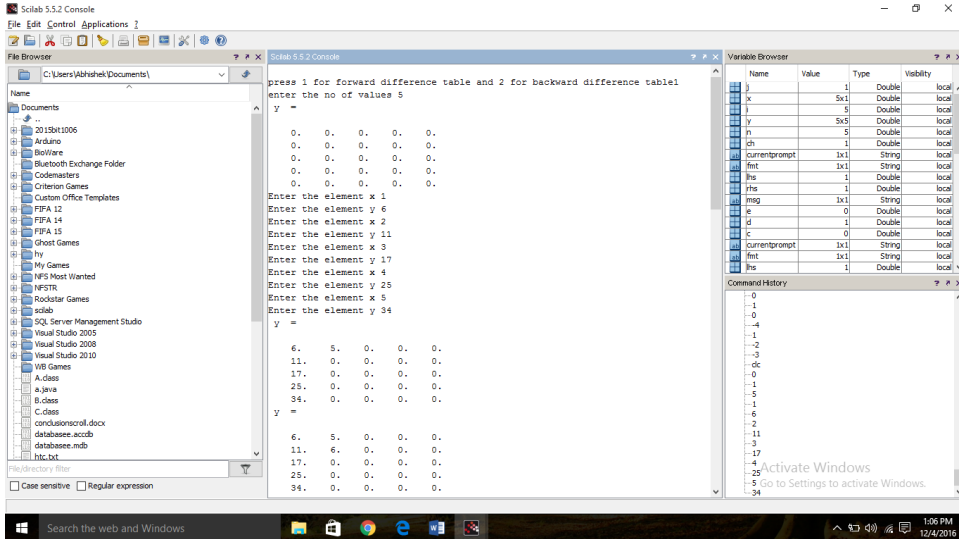 Scilab 5.5.2 Console
File Edit Control Applications ?
File Browser
C:\Users\Abhishek\Documents\
Name
Documents
..
2015bit1006
Arduino
BioWare
Bluetooth Exchange Folder
Codemasters
Criterion Games
Custom Office Templates
FIFA 12
FIFA 14
FIFA 15
Ghost Games
hy
My Games
NFS Most Wanted
NFSTR
Rockstar Games
scilab
SQL Server Management Studio
Visual Studio 2005
Visual Studio 2008
Visual Studio 2010
WB Games
A.class
a.java
B.class
C.class
conclusionscroll.docx
databasee.accdb
databasee.mdb
htc.txt
File/directory filter
Case sensitive Regular expression
Scilab 5.5.2 Console
press 1 for forward difference table and 2 for backward difference table1
enter the no of values 5
y =
0. 0. 0. 0. 0.
0. 0. 0. 0. 0.
0. 0. 0. 0. 0.
0. 0. 0. 0. 0.
0. 0. 0. 0. 0.
Enter the element x 1
Enter the element y 6
Enter the element x 2
Enter the element y 11
Enter the element x 3
Enter the element y 17
Enter the element x 4
Enter the element y 25
Enter the element x 5
Enter the element y 34
y =
6. 5. 0. 0. 0.
11. 0. 0. 0. 0.
17. 0. 0. 0. 0.
25. 0. 0. 0. 0.
34. 0. 0. 0. 0.
y =
6. 5. 0. 0. 0.
11. 6. 0. 0. 0.
17. 0. 0. 0. 0.
25. 0. 0. 0. 0.
34. 0. 0. 0. 0.
Variable Browser
Name Value Type Visibility
j 1 Double local
x 5x1 Double local
i 5 Double local
y 5x5 Double local
n 5 Double local
ch 1 Double local
currentprompt 1x1 String local
fmt 1x1 String local
lhs 1 Double local
rhs 1 Double local
msg 1x1 String local
e 0 Double local
d 1 Double local
c 0 Double local
currentprompt 1x1 String local
fmt 1x1 String local
lhs 1 Double local
Command History
0
1
0
-4
1
-2
-3
clc
0
1
5
1
6
2
11
3
17
4
25
5
34
Activate Windows
Go to Settings to activate Windows.
Search the web and Windows
1:06 PM
12/4/2016